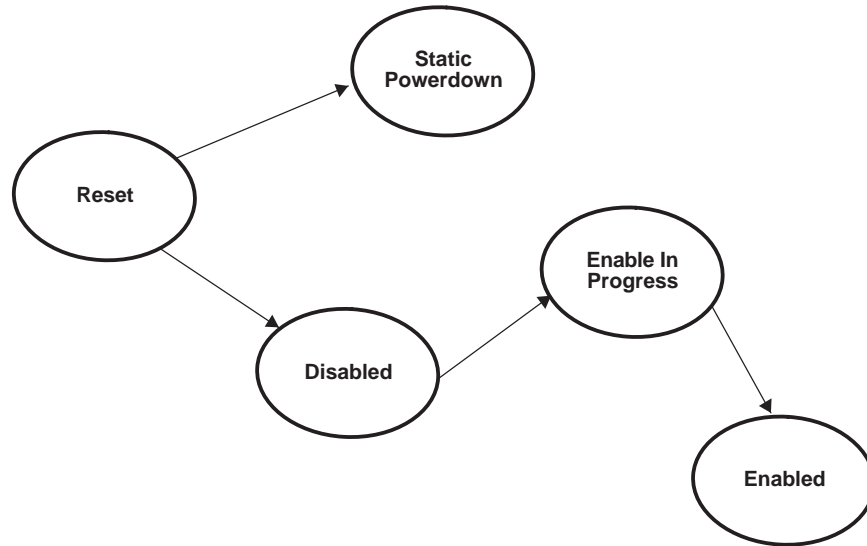 Static
Powerdown
Reset
Enable In
Progress
Disabled
Enabled